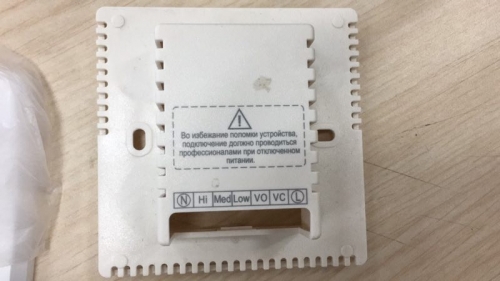 Во избежание поломки устройства,
подключение должно проводиться
профессионалами при отключенном
питании.
N Hi Med Low VO VC L